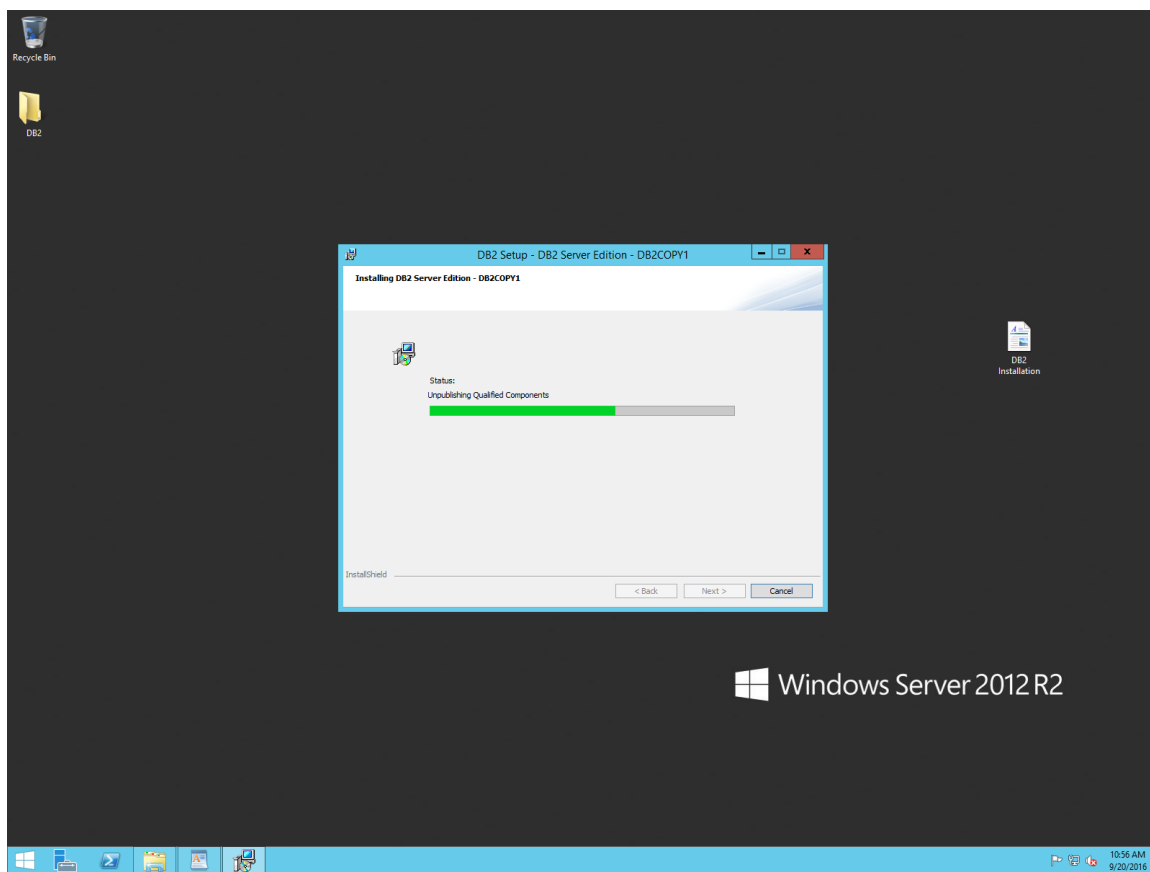 Recycle Bin
DB2
DB2 Setup - DB2 Server Edition - DB2COPY1
Installing DB2 Server Edition - DB2COPY1
Status:
Unpublishing Qualified Components
InstallShield
< Back
Next >
Cancel
DB2
Installation
Windows Server 2012 R2
10:56 AM
9/20/2016